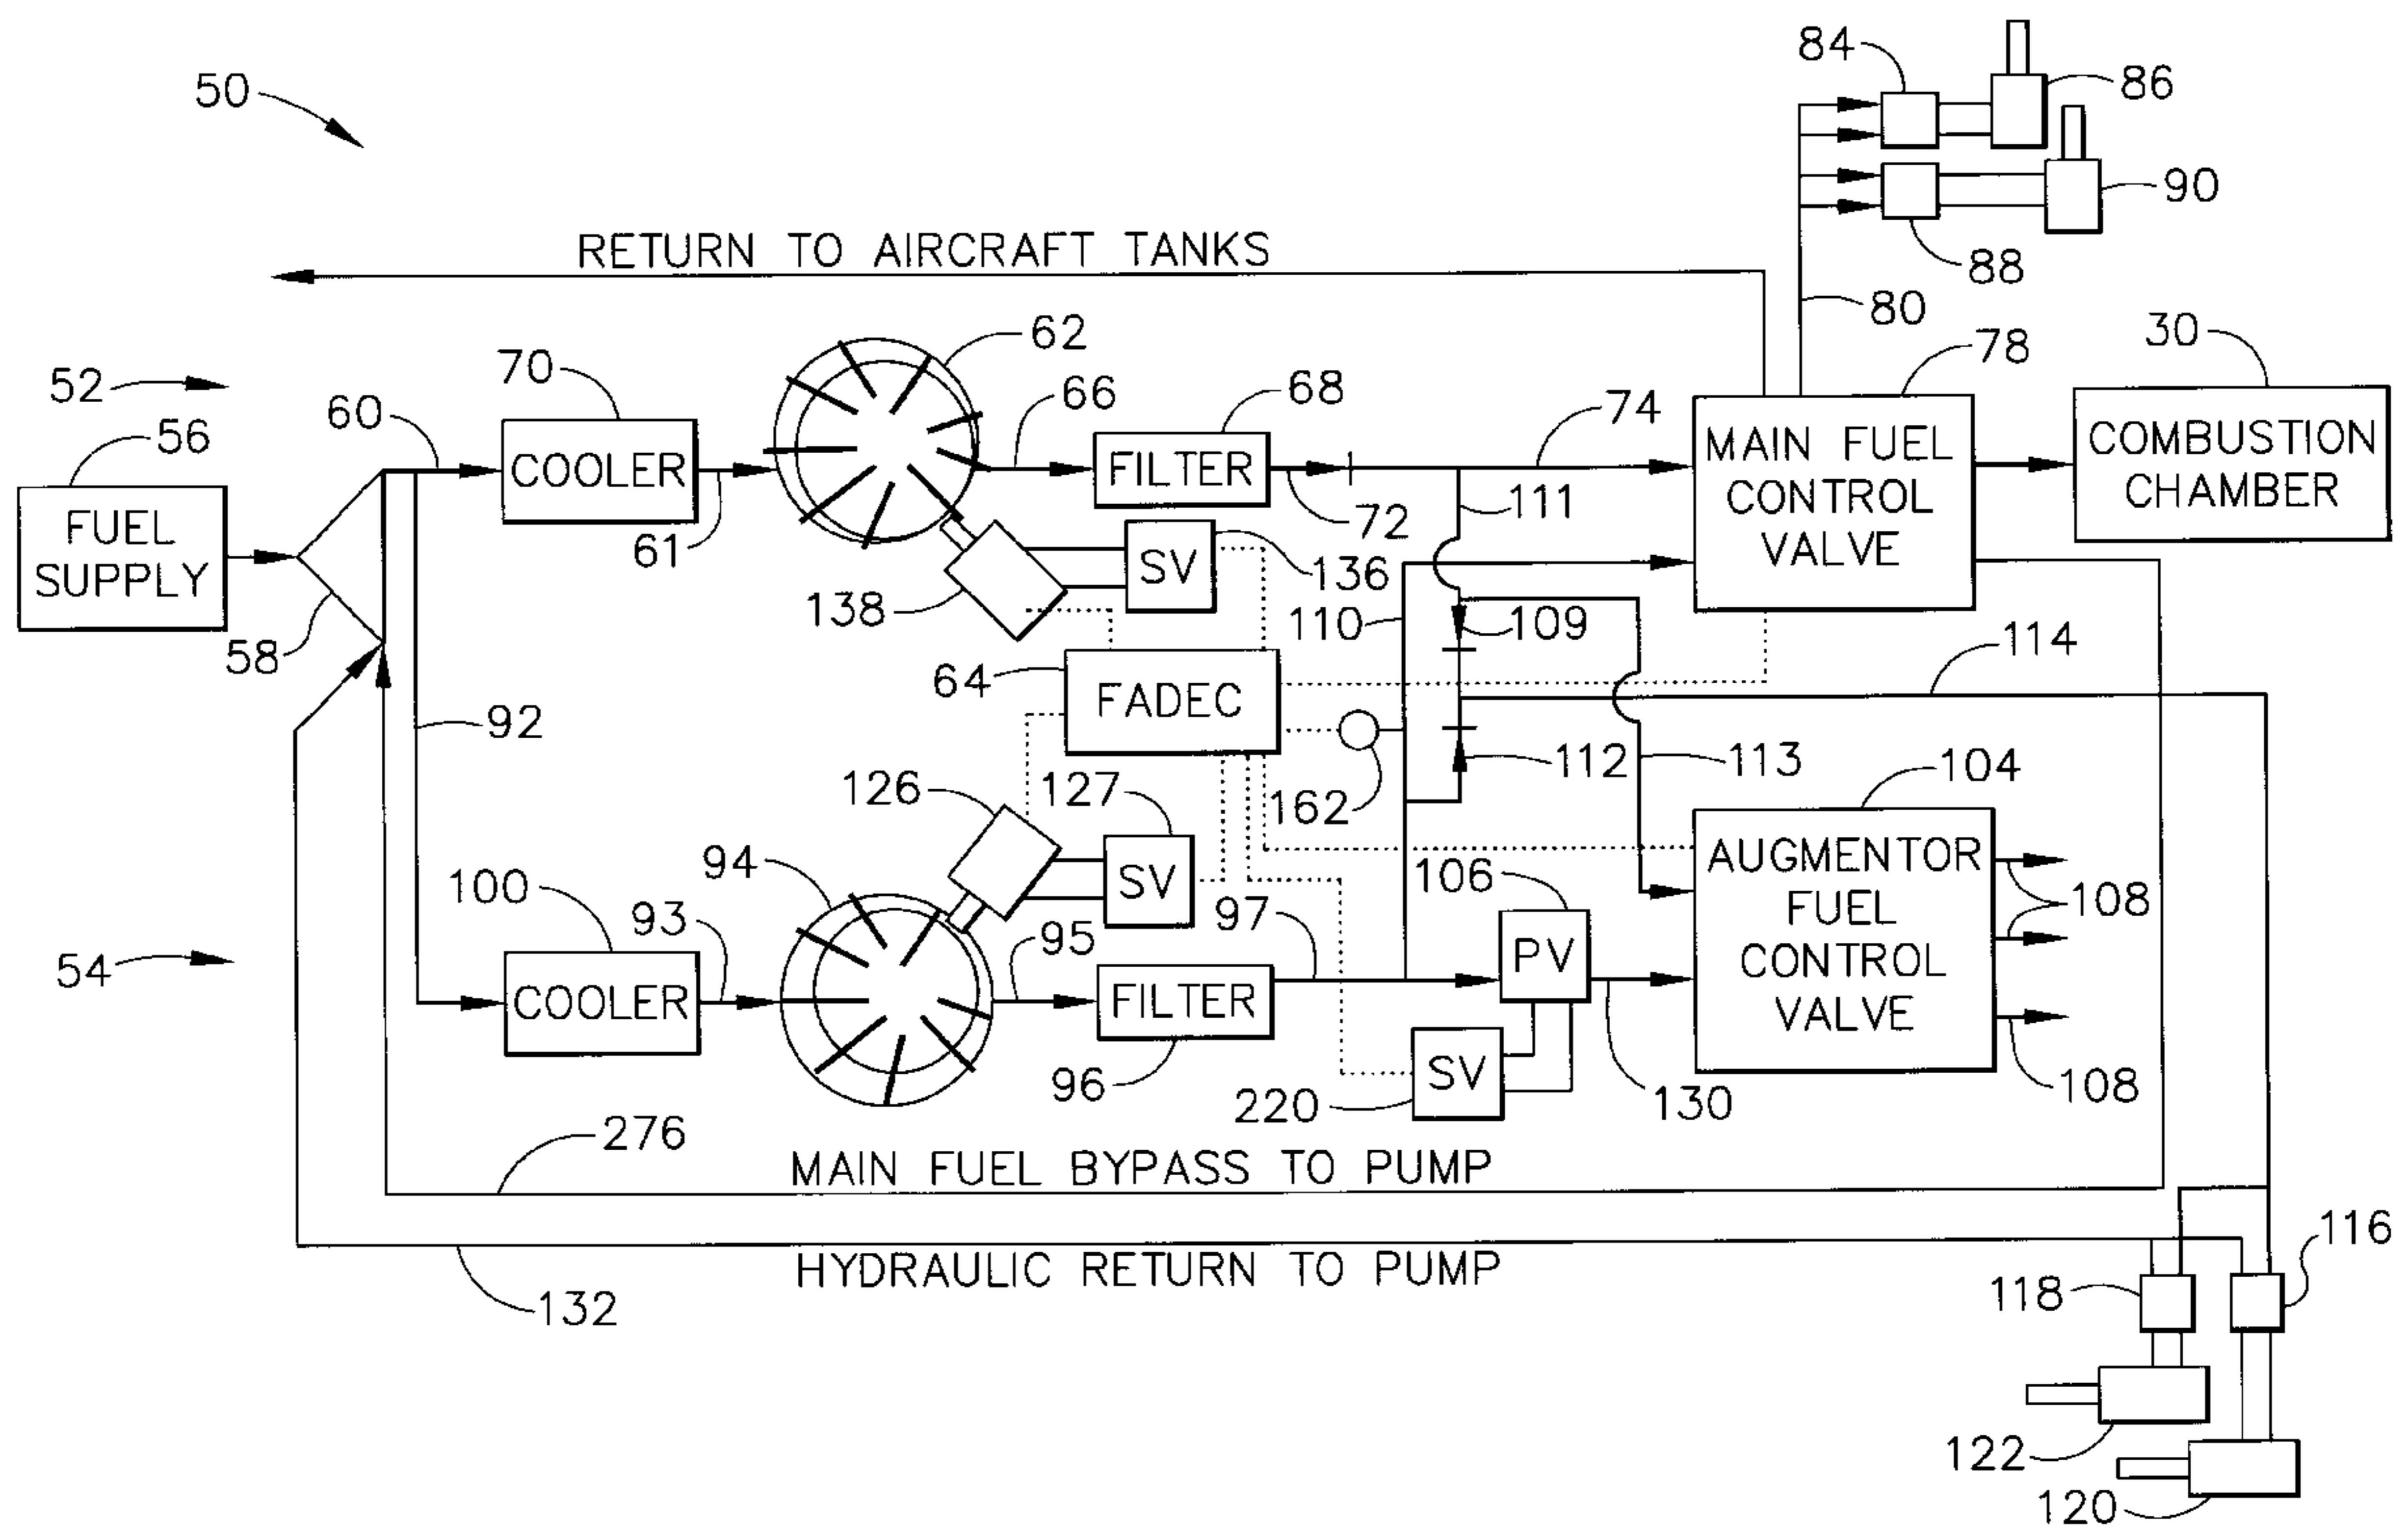 84
86
50
90
88
RETURN TO AIRCRAFT TANKS
80
62
30
78
70
52
68
66
60
74
56
COOLER
FILTER
MAIN FUEL
CONTROL
VALVE
COMBUSTION
CHAMBER
FUEL
SUPPLY
61
72
111
SV
136
138
110
109
58
114
64
FADEC
92
112
113
104
126
127
162
94
100
SV
106
AUGMENTOR
FUEL
CONTROL
VALVE
93
97
95
108
54
PV
COOLER
FILTER
SV
96
220
130
108
276
MAIN FUEL BYPASS TO PUMP
HYDRAULIC RETURN TO PUMP
116
132
118
122
120